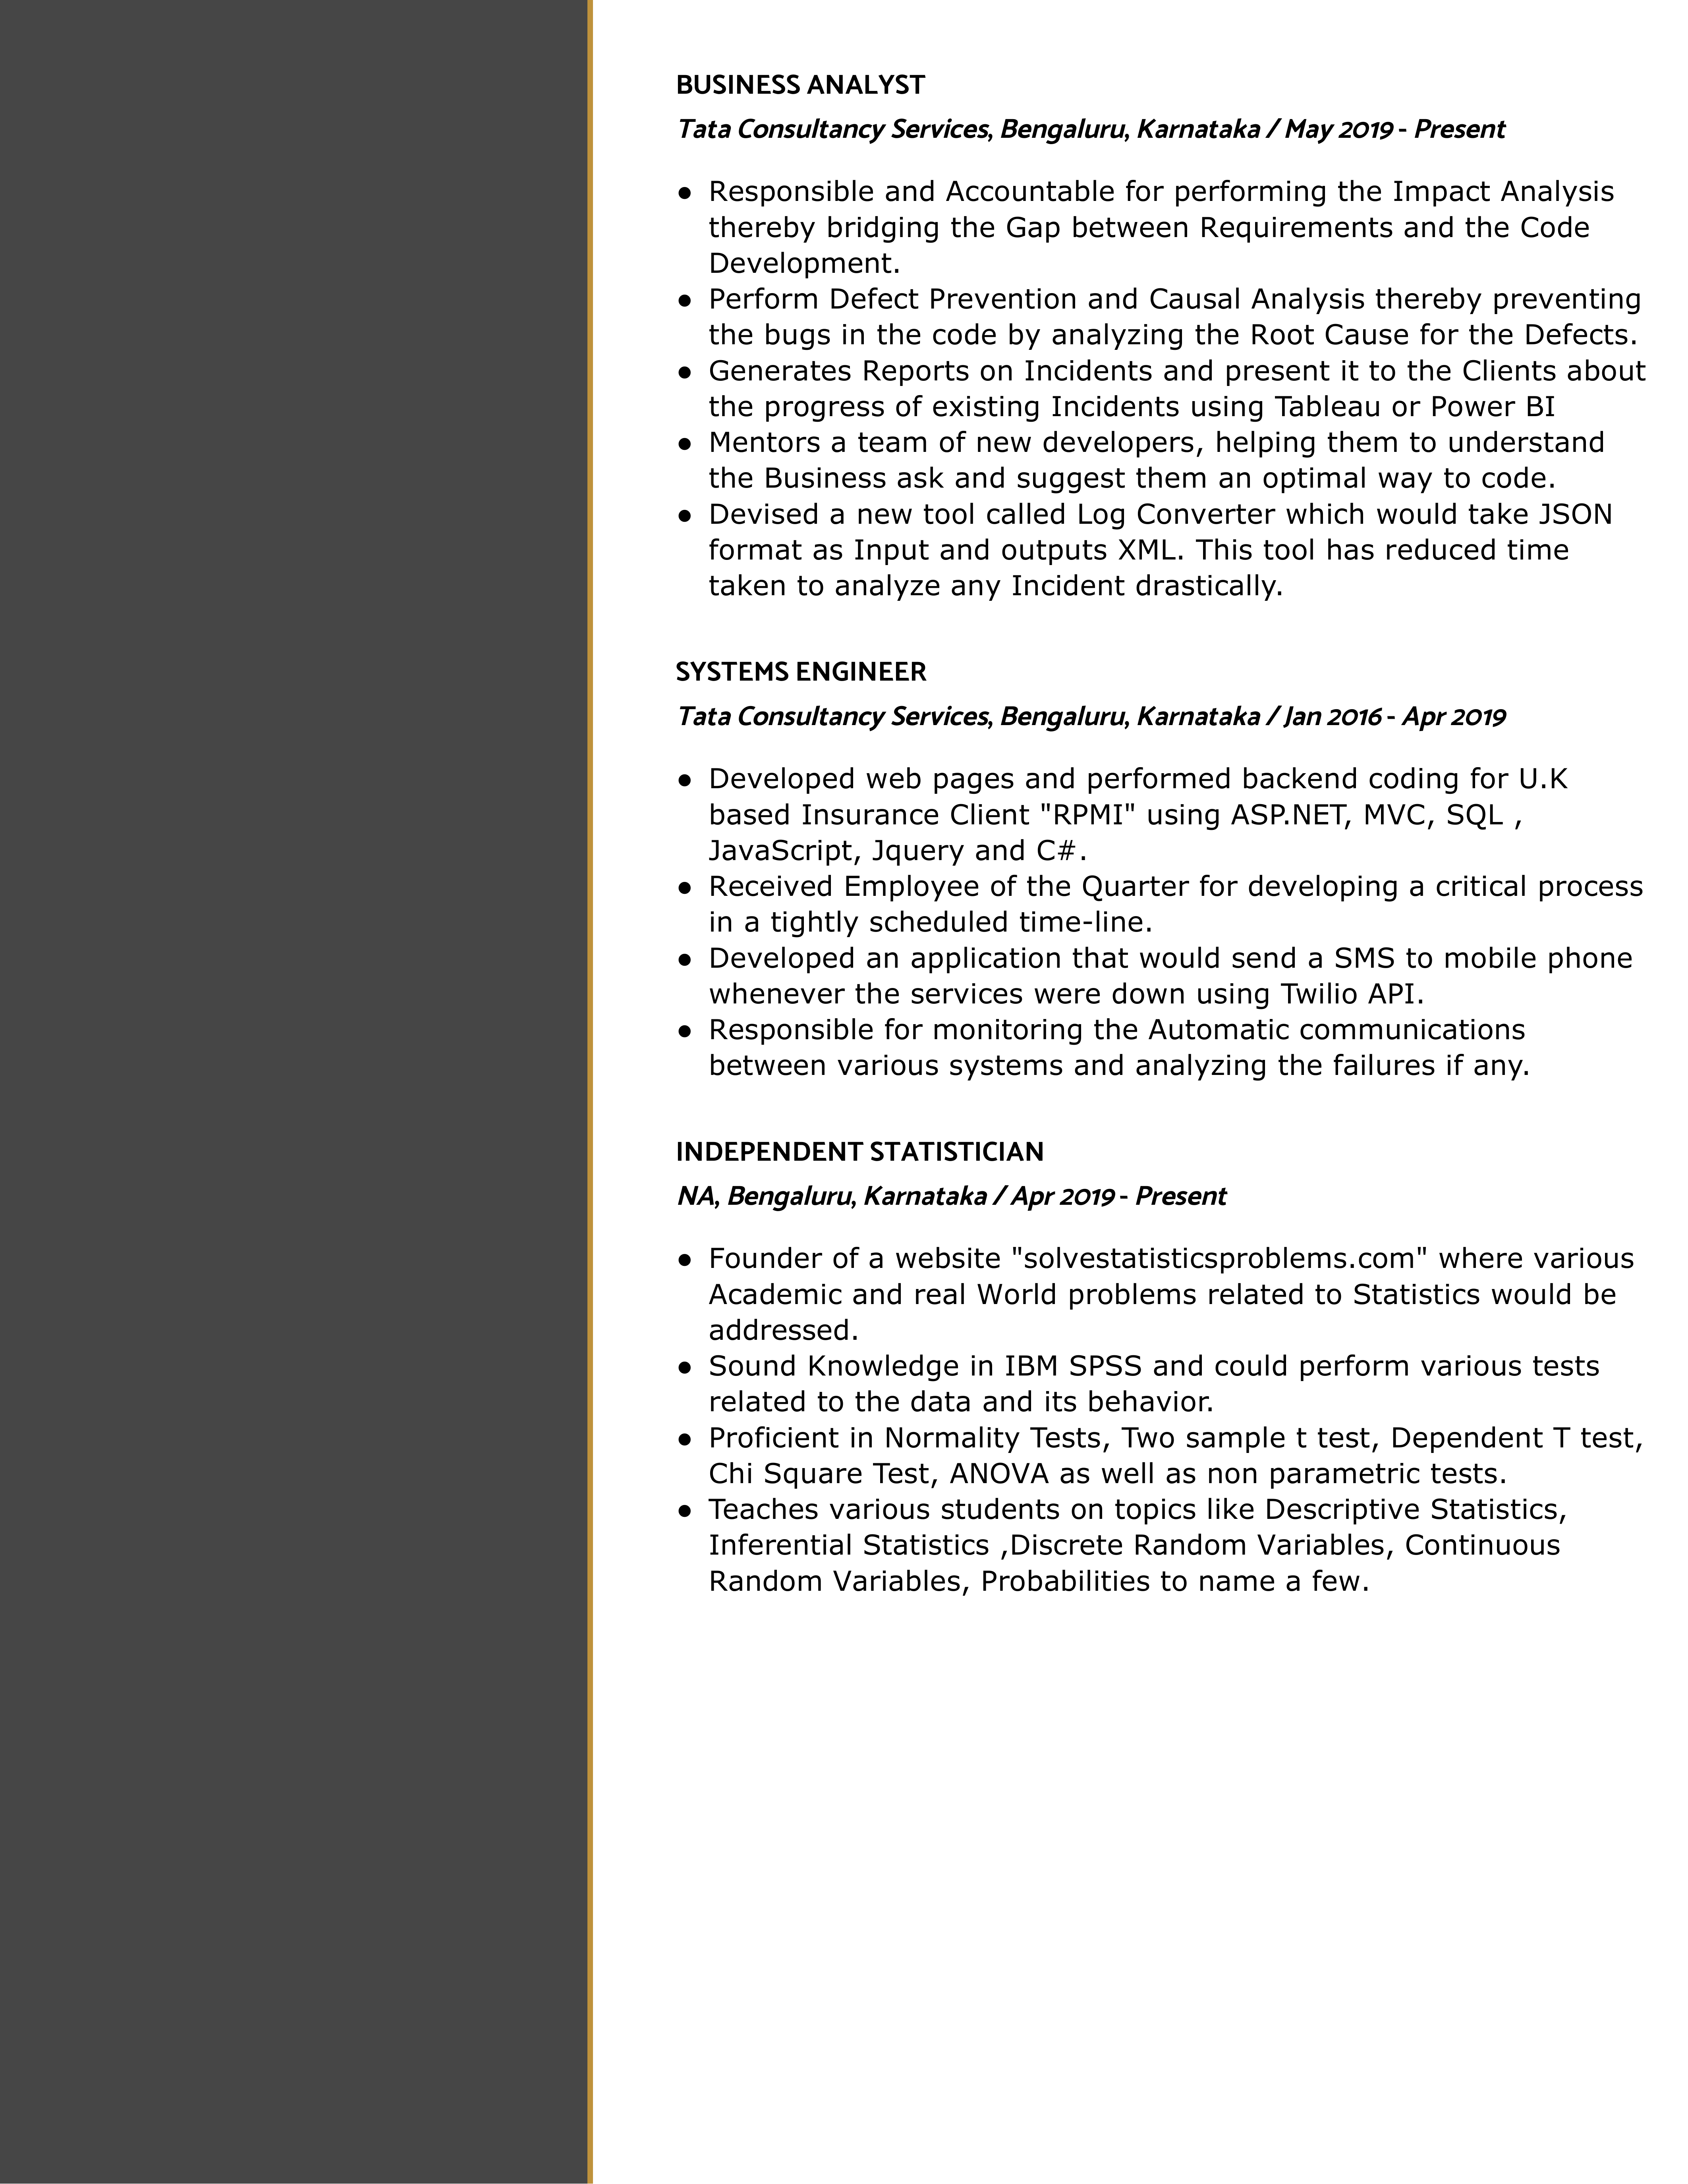 BUSINESS ANALYST
Tata Consultancy Services, Bengaluru, Karnataka / May 2019 - Present
● Responsible and Accountable for performing the Impact Analysis
thereby bridging the Gap between Requirements and the Code
Development.
● Perform Defect Prevention and Causal Analysis thereby preventing
the bugs in the code by analyzing the Root Cause for the Defects.
● Generates Reports on Incidents and present it to the Clients about
the progress of existing Incidents using Tableau or Power BI
● Mentors a team of new developers, helping them to understand
the Business ask and suggest them an optimal way to code.
● Devised a new tool called Log Converter which would take JSON
format as Input and outputs XML. This tool has reduced time
taken to analyze any Incident drastically.
SYSTEMS ENGINEER
Tata Consultancy Services, Bengaluru, Karnataka / Jan 2016 - Apr 2019
● Developed web pages and performed backend coding for U.K
based Insurance Client "RPMI" using ASP.NET, MVC, SQL ,
JavaScript, Jquery and C#.
● Received Employee of the Quarter for developing a critical process
in a tightly scheduled time-line.
● Developed an application that would send a SMS to mobile phone
whenever the services were down using Twilio API.
● Responsible for monitoring the Automatic communications
between various systems and analyzing the failures if any.
INDEPENDENT STATISTICIAN
NA, Bengaluru, Karnataka / Apr 2019 - Present
● Founder of a website "solvestatisticsproblems.com" where various
Academic and real World problems related to Statistics would be
addressed.
● Sound Knowledge in IBM SPSS and could perform various tests
related to the data and its behavior.
● Proficient in Normality Tests, Two sample t test, Dependent T test,
Chi Square Test, ANOVA as well as non parametric tests.
● Teaches various students on topics like Descriptive Statistics,
Inferential Statistics ,Discrete Random Variables, Continuous
Random Variables, Probabilities to name a few.